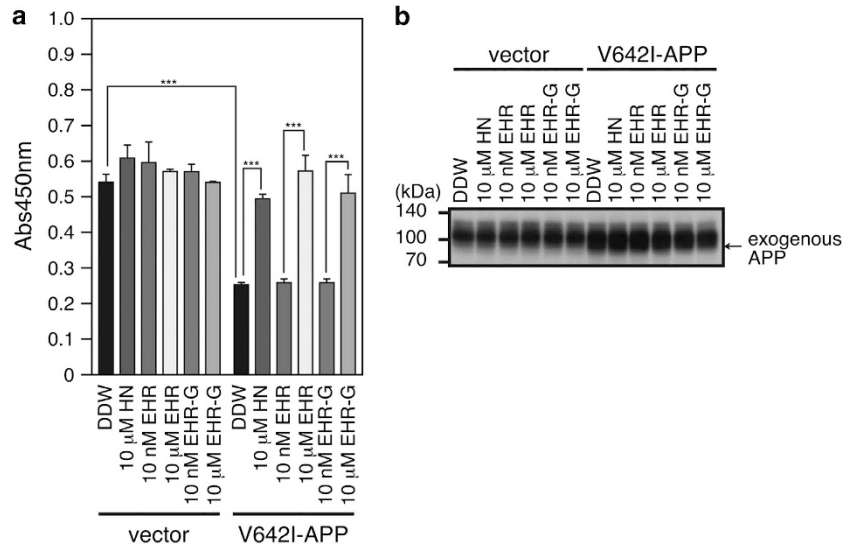 a
Abs450nm
1.0
0.9
0.8
0.7
0.6
0.5
0.4
0.3
0.2
0.1
0
***
***
***
***
DDW
10 μM HN
10 nM EHR
10 μM EHR
10 nM EHR-G
10 μM EHR-G
DDW
10 μM HN
10 nM EHR
10 μM EHR
10 nM EHR-G
10 μM EHR-G
vector
V642I-APP
b
vector
V642I-APP
DDW
10 μM HN
10 nM EHR
10 μM EHR
10 nM EHR-G
10 μM EHR-G
DDW
10 μM HN
10 nM EHR
10 μM EHR
10 nM EHR-G
10 μM EHR-G
(kDa)
140
100
70
exogenous
APP